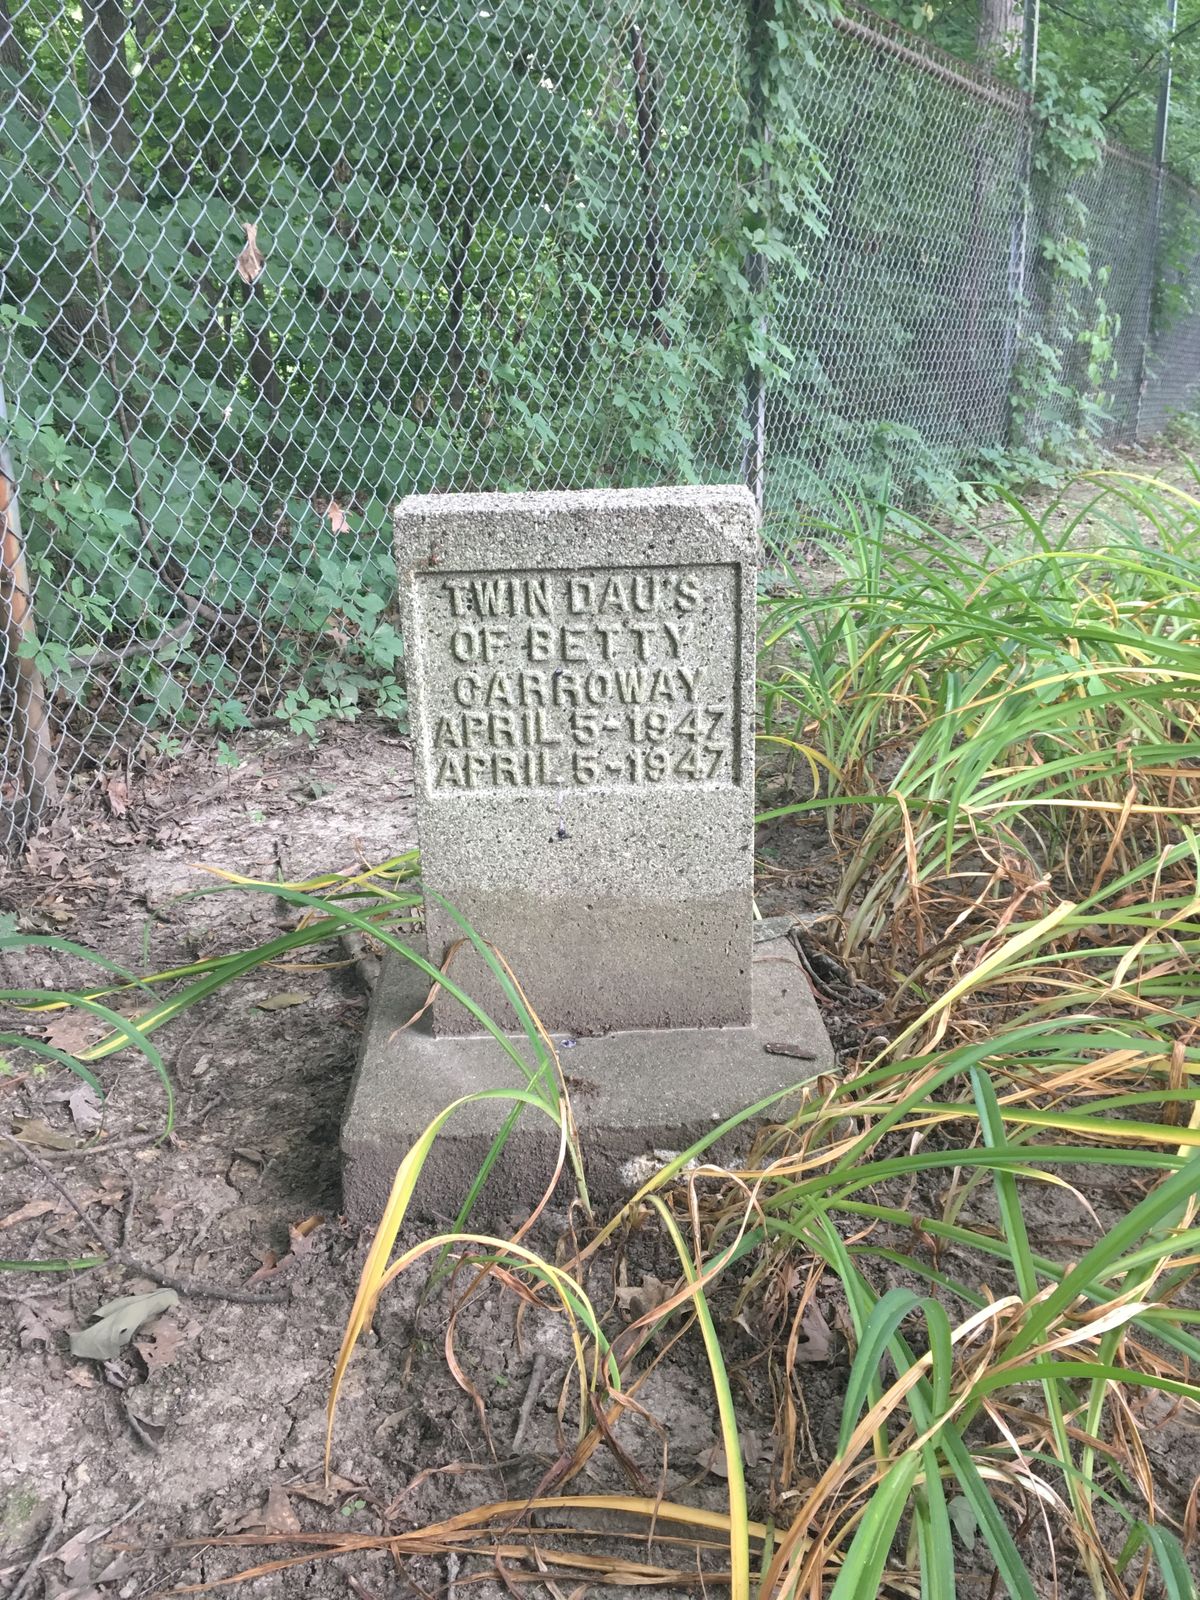 TWIN DAU'S
OF BETTY
CARROWAY
APRIL 5-1947
APRIL 5-1947